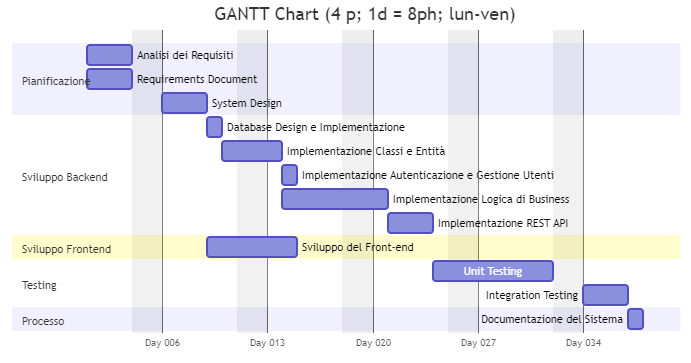 GANTT Chart (4 p; 1d = 8ph; lun-ven)
Pianificazione
Analisi dei Requisiti
Requirements Document
System Design
Sviluppo Backend
Database Design e Implementazione
Implementazione Classi e Entità
Implementazione Autenticazione e Gestione Utenti
Implementazione Logica di Business
Implementazione REST API
Sviluppo Frontend
Sviluppo del Front-end
Testing
Unit Testing
Integration Testing
Processo
Documentazione del Sistema
Day 006 Day 013 Day 020 Day 027 Day 034